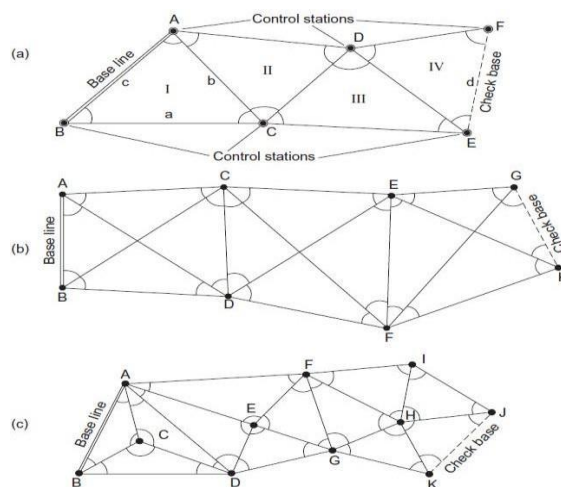 Control stations
A
D
F
(a)
Base line
c
I
b
II
IV
d
Check base
a
III
B
C
E
Control stations
A
C
E
G
(b)
Base line
Check base
B
D
F
A
F
I
(c)
Base line
C
E
H
J
G
Check base
B
D
K